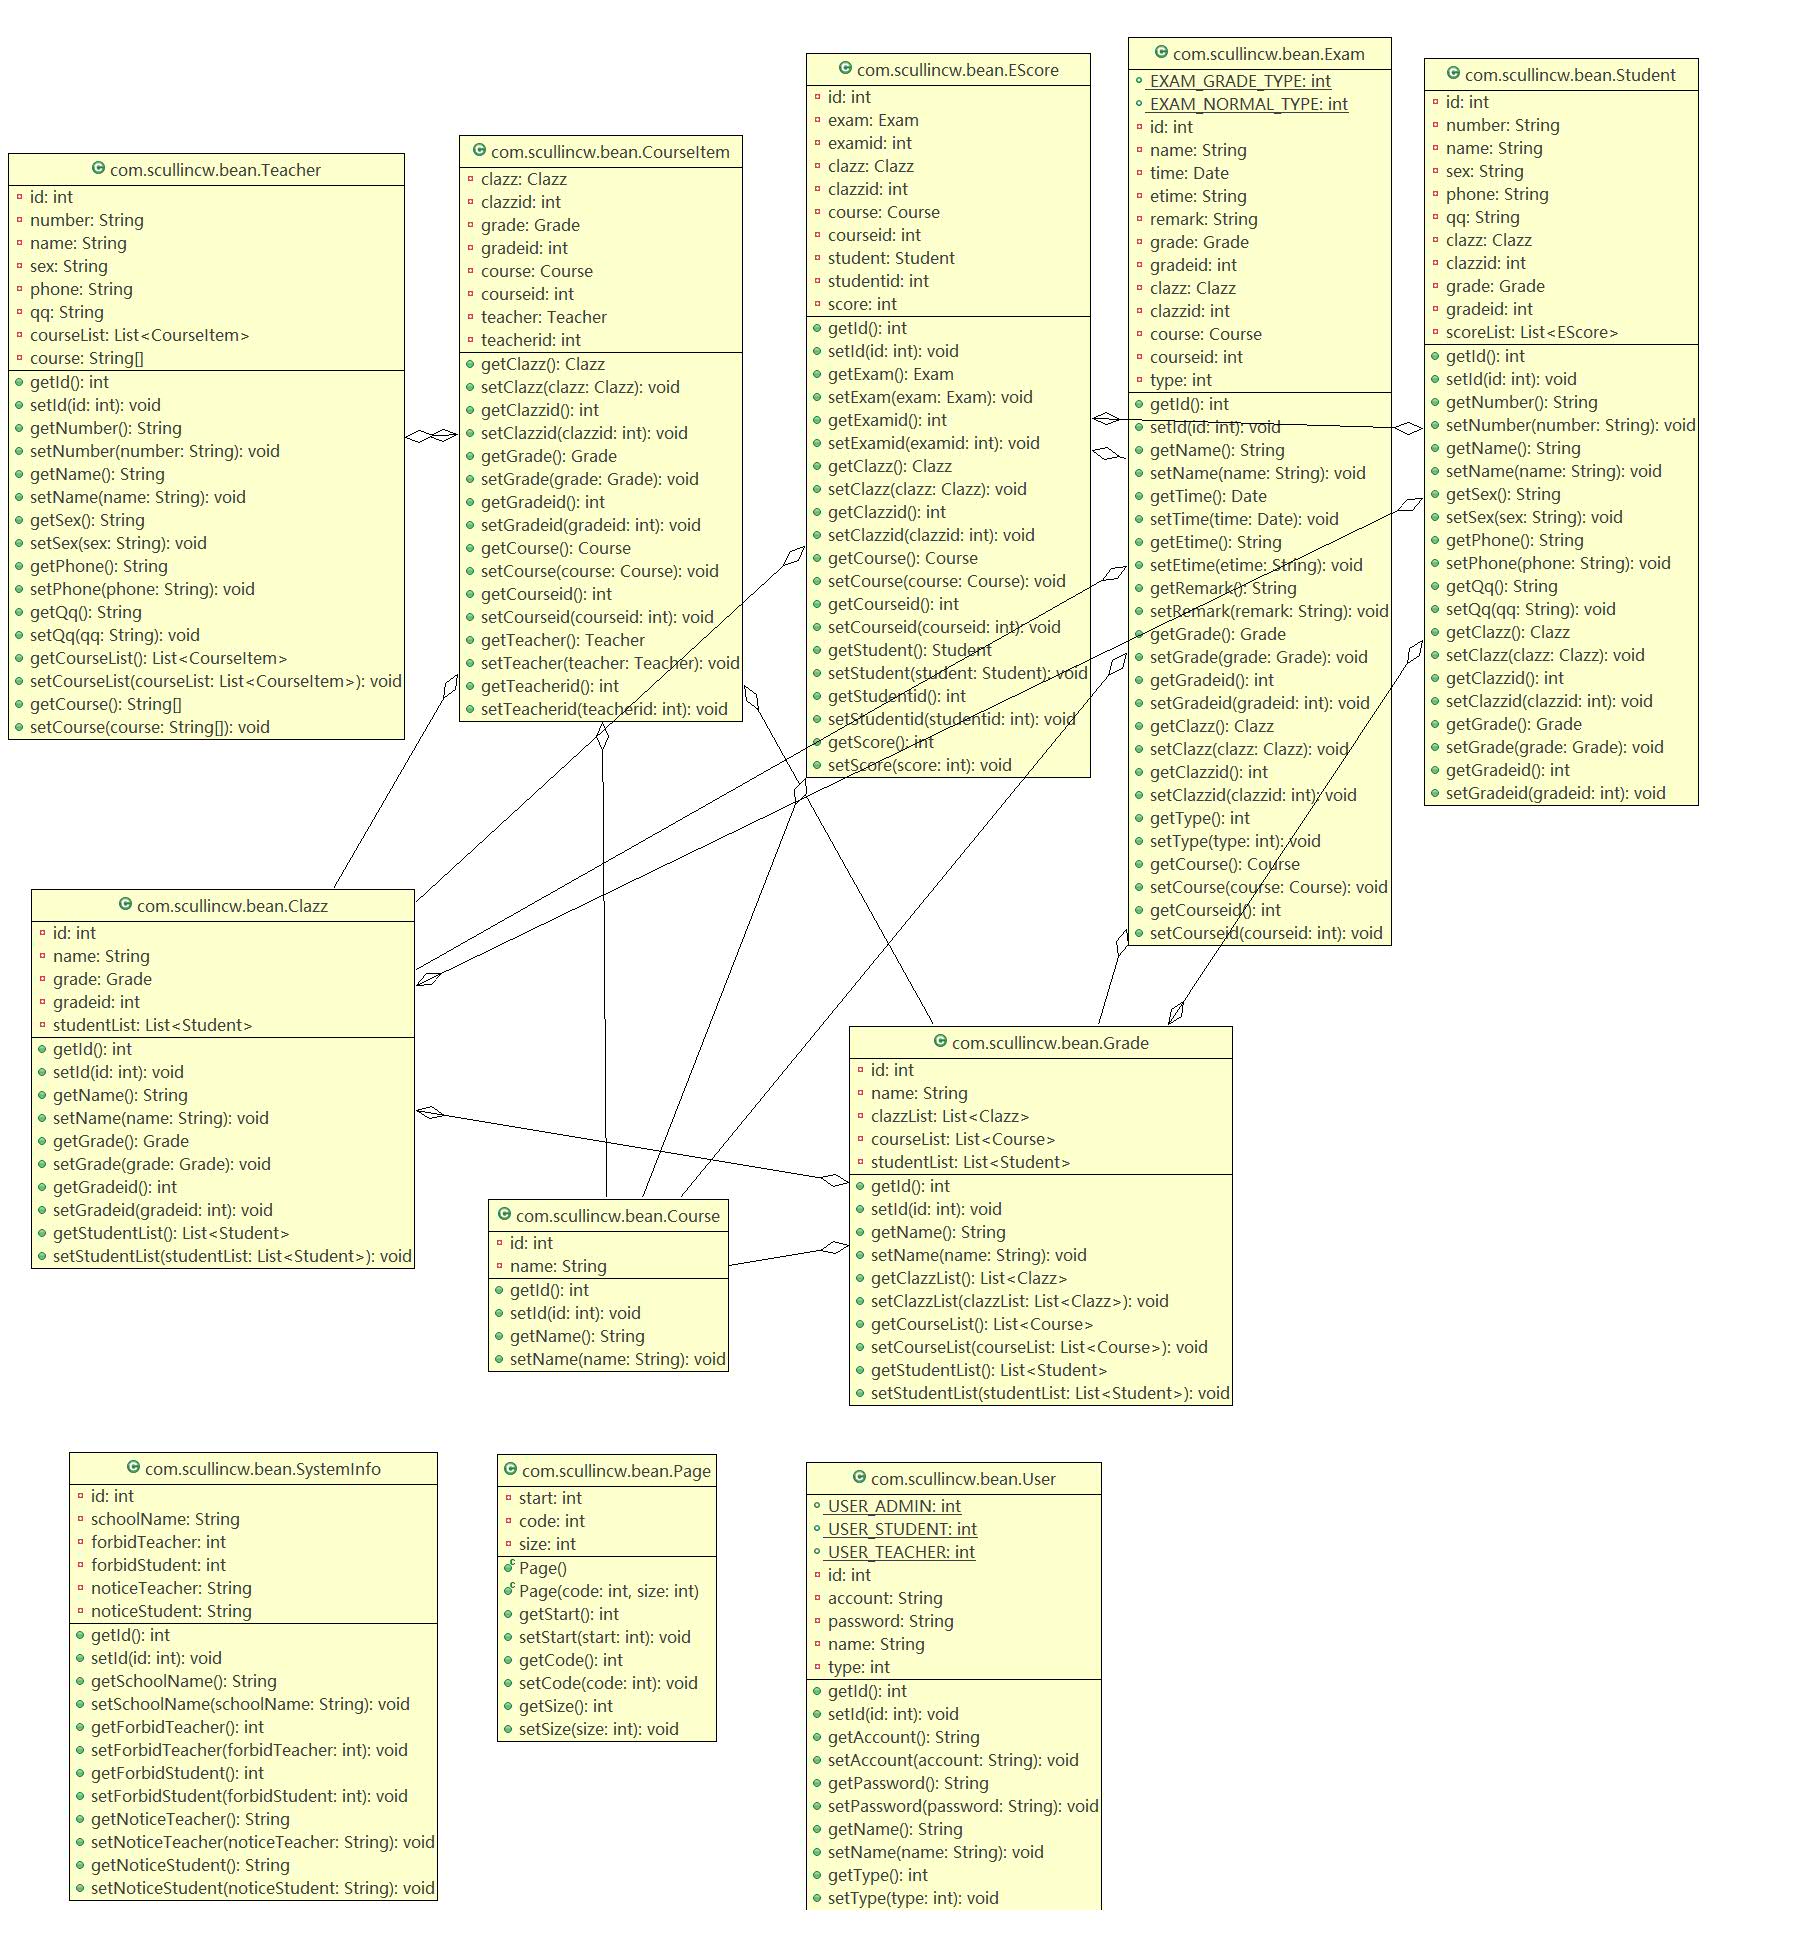 com.scullincw.bean.Teacher
id: int
number: String
name: String
sex: String
phone: String
qq: String
courseList: List<CourseItem>
course: String[]
getId(): int
setId(id: int): void
getNumber(): String
setNumber(number: String): void
getName(): String
setName(name: String): void
getSex(): String
setSex(sex: String): void
getPhone(): String
setPhone(phone: String): void
getQq(): String
setQq(qq: String): void
getCourseList(): List<CourseItem>
setCourseList(courseList: List<CourseItem>): void
getCourse(): String[]
setCourse(course: String[]): void
com.scullincw.bean.CourseItem
clazz: Clazz
clazzid: int
grade: Grade
gradeid: int
course: Course
courseid: int
teacher: Teacher
teacherid: int
getClazz(): Clazz
setClazz(clazz: Clazz): void
getClazzid(): int
setClazzid(clazzid: int): void
getGrade(): Grade
setGrade(grade: Grade): void
getGradeid(): int
setGradeid(gradeid: int): void
getCourse(): Course
setCourse(course: Course): void
getCourseid(): int
setCourseid(courseid: int): void
getTeacher(): Teacher
setTeacher(teacher: Teacher): void
getTeacherid(): int
setTeacherid(teacherid: int): void
com.scullincw.bean.EScore
id: int
exam: Exam
examid: int
clazz: Clazz
clazzid: int
course: Course
courseid: int
student: Student
studentid: int
score: int
getId(): int
setId(id: int): void
getExam(): Exam
setExam(exam: Exam): void
getExamid(): int
setExamid(examid: int): void
getClazz(): Clazz
setClazz(clazz: Clazz): void
getClazzid(): int
setClazzid(clazzid: int): void
getCourse(): Course
setCourse(course: Course): void
getCourseid(): int
setCourseid(courseid: int): void
getStudent(): Student
setStudent(student: Student): void
getStudentid(): int
setStudentid(studentid: int): void
getScore(): int
setScore(score: int): void
com.scullincw.bean.Exam
EXAM_GRADE_TYPE: int
EXAM_NORMAL_TYPE: int
id: int
name: String
time: Date
etime: String
remark: String
grade: Grade
gradeid: int
clazz: Clazz
clazzid: int
course: Course
courseid: int
type: int
getId(): int
setId(id: int): void
getName(): String
setName(name: String): void
getTime(): Date
setTime(time: Date): void
getEtime(): String
setEtime(etime: String): void
getRemark(): String
setRemark(remark: String): void
getGrade(): Grade
setGrade(grade: Grade): void
getGradeid(): int
setGradeid(gradeid: int): void
getClazz(): Clazz
setClazz(clazz: Clazz): void
getClazzid(): int
setClazzid(clazzid: int): void
getType(): int
setType(type: int): void
getCourse(): Course
setCourse(course: Course): void
getCourseid(): int
setCourseid(courseid: int): void
com.scullincw.bean.Student
id: int
number: String
name: String
sex: String
phone: String
qq: String
clazz: Clazz
clazzid: int
grade: Grade
gradeid: int
scoreList: List<EScore>
getId(): int
setId(id: int): void
getNumber(): String
setNumber(number: String): void
getName(): String
setName(name: String): void
getSex(): String
setSex(sex: String): void
getPhone(): String
setPhone(phone: String): void
getQq(): String
setQq(qq: String): void
getClazz(): Clazz
setClazz(clazz: Clazz): void
getClazzid(): int
setClazzid(clazzid: int): void
getGrade(): Grade
setGrade(grade: Grade): void
getGradeid(): int
setGradeid(gradeid: int): void
com.scullincw.bean.Clazz
id: int
name: String
grade: Grade
gradeid: int
studentList: List<Student>
getId(): int
setId(id: int): void
getName(): String
setName(name: String): void
getGrade(): Grade
setGrade(grade: Grade): void
getGradeid(): int
setGradeid(gradeid: int): void
getStudentList(): List<Student>
setStudentList(studentList: List<Student>): void
com.scullincw.bean.Course
id: int
name: String
getId(): int
setId(id: int): void
getName(): String
setName(name: String): void
com.scullincw.bean.Grade
id: int
name: String
clazzList: List<Clazz>
courseList: List<Course>
studentList: List<Student>
getId(): int
setId(id: int): void
getName(): String
setName(name: String): void
getClazzList(): List<Clazz>
setClazzList(clazzList: List<Clazz>): void
getCourseList(): List<Course>
setCourseList(courseList: List<Course>): void
getStudentList(): List<Student>
setStudentList(studentList: List<Student>): void
com.scullincw.bean.SystemInfo
id: int
schoolName: String
forbidTeacher: int
forbidStudent: int
noticeTeacher: String
noticeStudent: String
getId(): int
setId(id: int): void
getSchoolName(): String
setSchoolName(schoolName: String): void
getForbidTeacher(): int
setForbidTeacher(forbidTeacher: int): void
getForbidStudent(): int
setForbidStudent(forbidStudent: int): void
getNoticeTeacher(): String
setNoticeTeacher(noticeTeacher: String): void
getNoticeStudent(): String
setNoticeStudent(noticeStudent: String): void
com.scullincw.bean.Page
start: int
code: int
size: int
Page()
Page(code: int, size: int)
getStart(): int
setStart(start: int): void
getCode(): int
setCode(code: int): void
getSize(): int
setSize(size: int): void
com.scullincw.bean.User
USER_ADMIN: int
USER_STUDENT: int
USER_TEACHER: int
id: int
account: String
password: String
name: String
type: int
getId(): int
setId(id: int): void
getAccount(): String
setAccount(account: String): void
getPassword(): String
setPassword(password: String): void
getName(): String
setName(name: String): void
getType(): int
setType(type: int): void